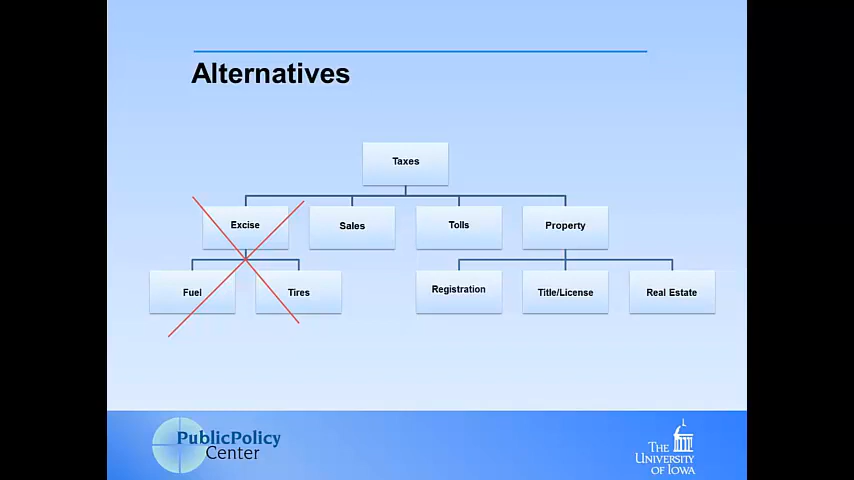 Alternatives
Taxes
Excise
Sales
Tolls
Property
Fuel
Tires
Registration
Title/License
Real Estate
PublicPolicy
Center
THE
UNIVERSITY
OF IOWA